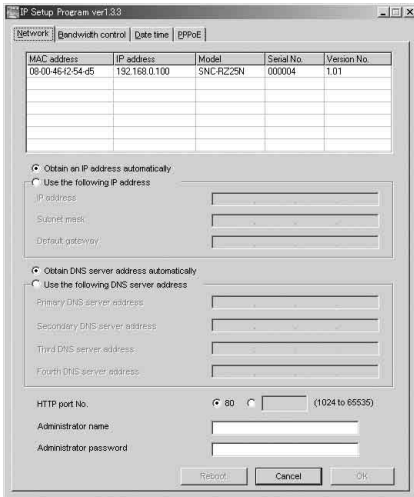 IP Setup Program ver1.3.3
Network Bandwidth control Date time PPPoE
MAC address IP address Model Serial No. Version No.
08-00-46-f2-54-d5 192.168.0.100 SNC-RZ25N 000004 1.01
Obtain an IP address automatically
Use the following IP address
IP address
Subnet mask
Default gateway
Obtain DNS server address automatically
Use the following DNS server address
Primary DNS server address
Secondary DNS server address
Third DNS server address
Fourth DNS server address
HTTP port No. 80 (1024 to 65535)
Administrator name
Administrator password
Reboot Cancel OK